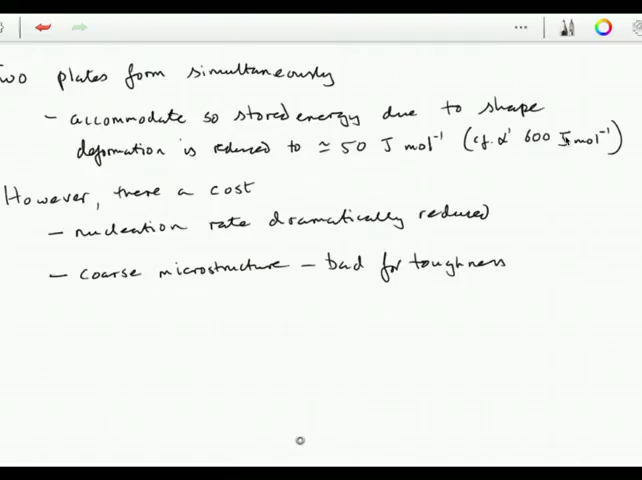 Two plates form simultaneously
- accommodate so stored energy due to shape
deformation is reduced to ≃ 50 J mol⁻¹ (cf. α' 600 J mol⁻¹)
However, there a cost
- nucleation rate dramatically reduced
- coarse microstructure - bad for toughness